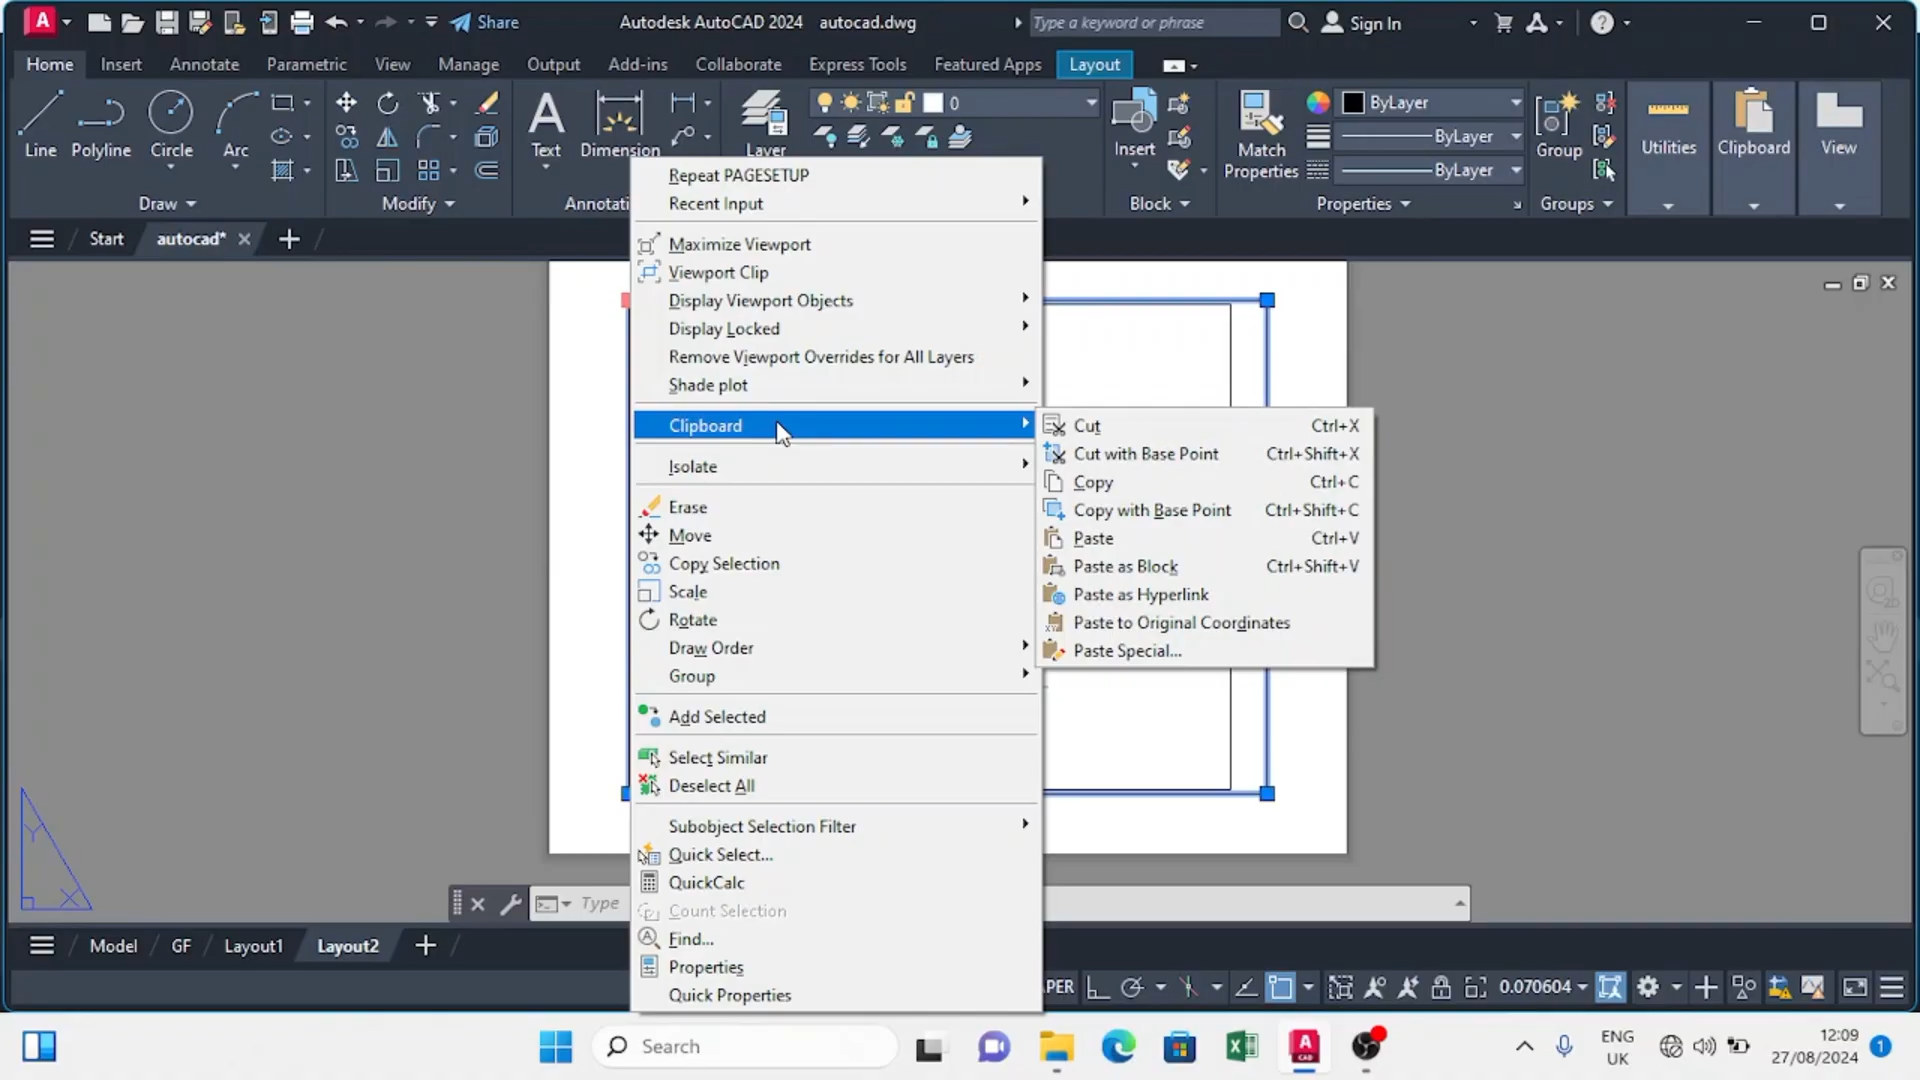 Share
Autodesk AutoCAD 2024 autocad.dwg
Type a keyword or phrase
Sign In
Home Insert Annotate Parametric View Manage Output Add-ins Collaborate Express Tools Featured Apps Layout
0
ByLayer
ByLayer
ByLayer
Line Polyline Circle Arc
Text Dimension
Layer
Insert
Match
Properties
Group
Utilities
Clipboard
View
Draw
Modify
Annotati
Block
Properties
Groups
Start
autocad*
Repeat PAGESETUP
Recent Input
Maximize Viewport
Viewport Clip
Display Viewport Objects
Display Locked
Remove Viewport Overrides for All Layers
Shade plot
Clipboard
Isolate
Erase
Move
Copy Selection
Scale
Rotate
Draw Order
Group
Add Selected
Select Similar
Deselect All
Subobject Selection Filter
Quick Select...
QuickCalc
Count Selection
Find...
Properties
Quick Properties
Cut Ctrl+X
Cut with Base Point Ctrl+Shift+X
Copy Ctrl+C
Copy with Base Point Ctrl+Shift+C
Paste Ctrl+V
Paste as Block Ctrl+Shift+V
Paste as Hyperlink
Paste to Original Coordinates
Paste Special...
Y
X
Type
Model GF Layout1 Layout2
PER
0.070604
Search
ENG
UK
12:09
27/08/2024
1